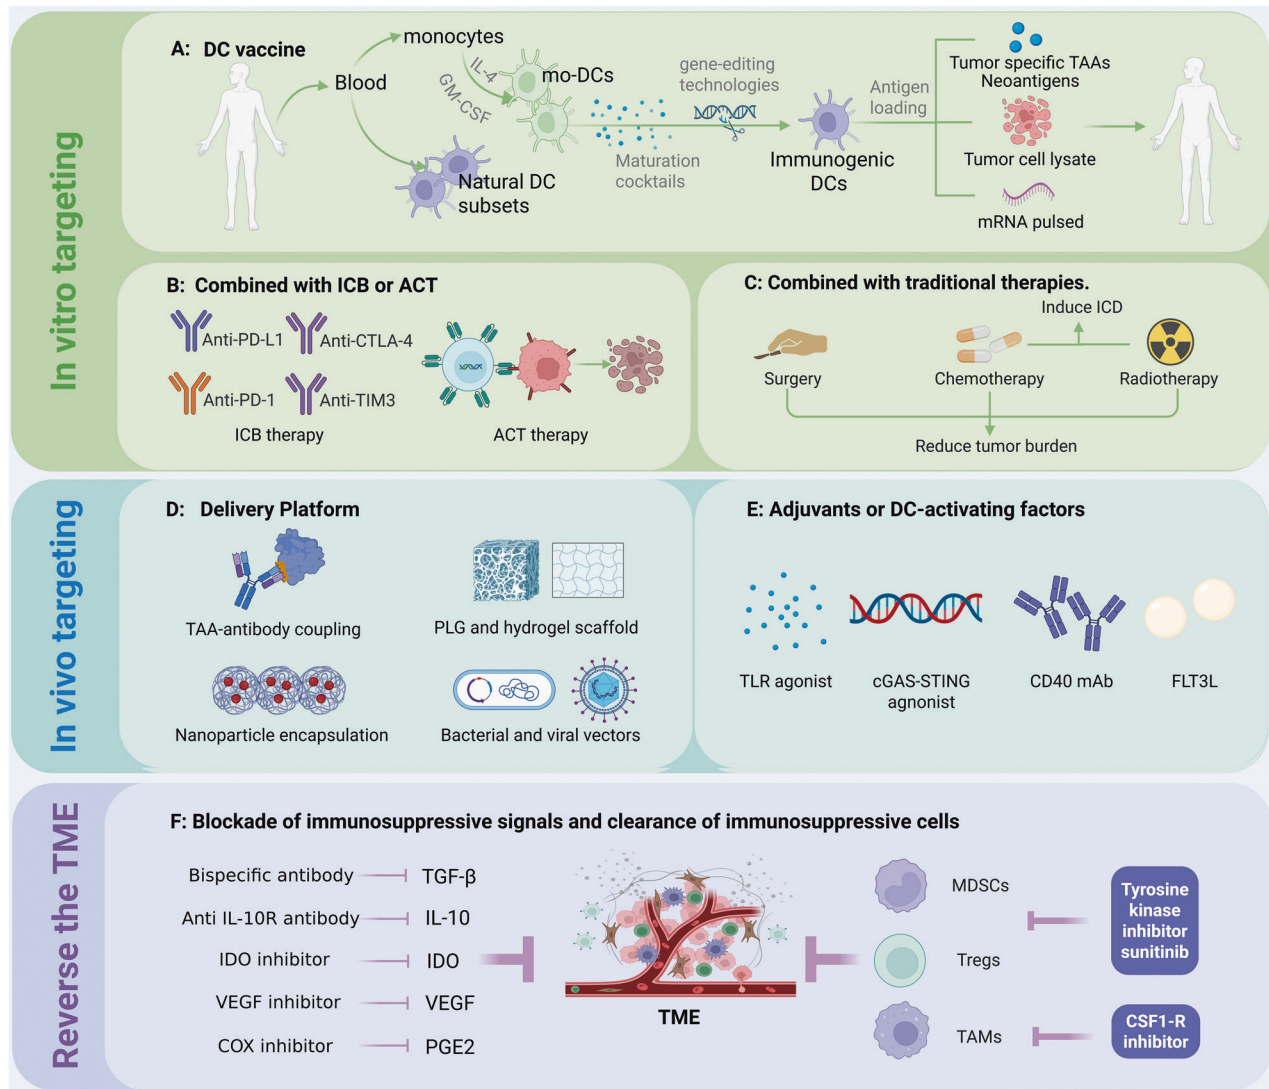 In vitro targeting
A: DC vaccine
Blood
monocytes
IL-4
GM-CSF
mo-DCs
Natural DC
subsets
Maturation
cocktails
gene-editing
technologies
Immunogenic
DCs
Antigen
loading
Tumor specific TAAs
Neoantigens
Tumor cell lysate
mRNA pulsed
B: Combined with ICB or ACT
Anti-PD-L1
Anti-CTLA-4
Anti-PD-1
Anti-TIM3
ICB therapy
ACT therapy
C: Combined with traditional therapies.
Induce ICD
Surgery
Chemotherapy
Radiotherapy
Reduce tumor burden
In vivo targeting
D: Delivery Platform
TAA-antibody coupling
PLG and hydrogel scaffold
Nanoparticle encapsulation
Bacterial and viral vectors
E: Adjuvants or DC-activating factors
TLR agonist
cGAS-STING
agnonist
CD40 mAb
FLT3L
Reverse the TME
F: Blockade of immunosuppressive signals and clearance of immunosuppressive cells
Bispecific antibody
TGF-β
Anti IL-10R antibody
IL-10
IDO inhibitor
IDO
VEGF inhibitor
VEGF
COX inhibitor
PGE2
TME
MDSCs
Tregs
TAMs
Tyrosine
kinase
inhibitor
sunitinib
CSF1-R
inhibitor